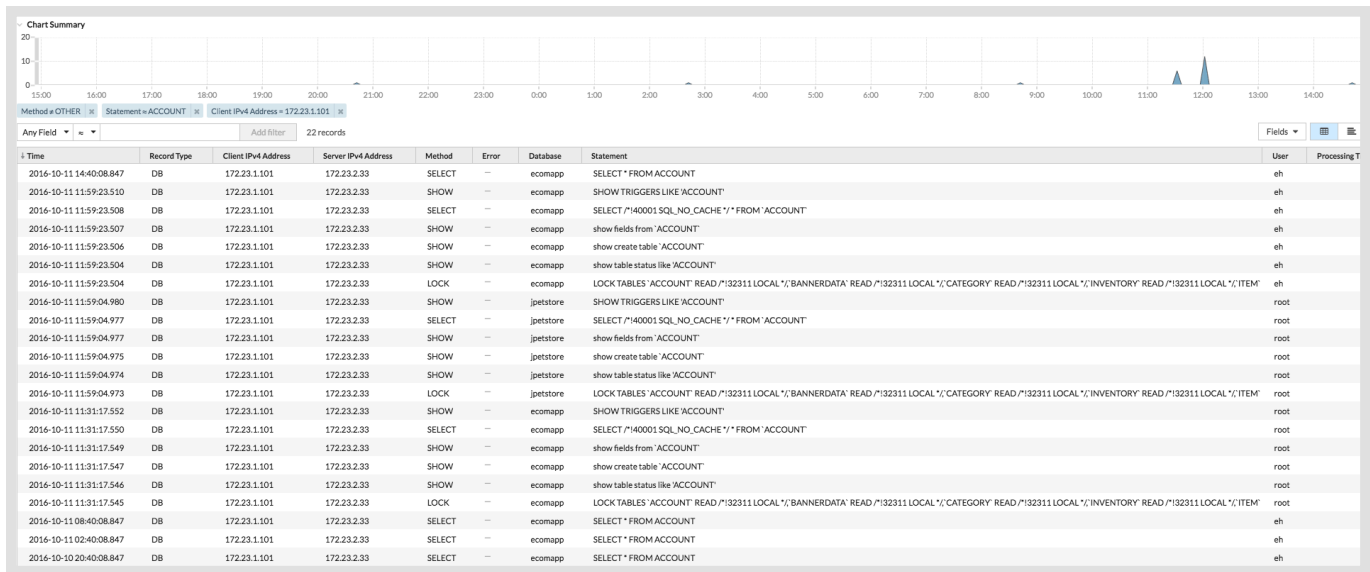 Chart Summary
20
10
0
15:00 16:00 17:00 18:00 19:00 20:00 21:00 22:00 23:00 0:00 1:00 2:00 3:00 4:00 5:00 6:00 7:00 8:00 9:00 10:00 11:00 12:00 13:00 14:00
Method ≠ OTHER × Statement ≈ ACCOUNT × Client IPv4 Address = 172.23.1.101 ×
Any Field ▾ ≈ ▾ Add filter 22 records Fields ▾
↓ Time Record Type Client IPv4 Address Server IPv4 Address Method Error Database Statement User Processing T
2016-10-11 14:40:08.847 DB 172.23.1.101 172.23.2.33 SELECT — ecomapp SELECT * FROM ACCOUNT eh
2016-10-11 11:59:23.510 DB 172.23.1.101 172.23.2.33 SHOW — ecomapp SHOW TRIGGERS LIKE 'ACCOUNT' eh
2016-10-11 11:59:23.508 DB 172.23.1.101 172.23.2.33 SELECT — ecomapp SELECT /*!40001 SQL_NO_CACHE */ * FROM `ACCOUNT` eh
2016-10-11 11:59:23.507 DB 172.23.1.101 172.23.2.33 SHOW — ecomapp show fields from `ACCOUNT` eh
2016-10-11 11:59:23.506 DB 172.23.1.101 172.23.2.33 SHOW — ecomapp show create table `ACCOUNT` eh
2016-10-11 11:59:23.504 DB 172.23.1.101 172.23.2.33 SHOW — ecomapp show table status like 'ACCOUNT' eh
2016-10-11 11:59:23.504 DB 172.23.1.101 172.23.2.33 LOCK — ecomapp LOCK TABLES `ACCOUNT` READ /*!32311 LOCAL */,`BANNERDATA` READ /*!32311 LOCAL */,`CATEGORY` READ /*!32311 LOCAL */,`INVENTORY` READ /*!32311 LOCAL */,`ITEM` eh
2016-10-11 11:59:04.980 DB 172.23.1.101 172.23.2.33 SHOW — jpetstore SHOW TRIGGERS LIKE 'ACCOUNT' root
2016-10-11 11:59:04.977 DB 172.23.1.101 172.23.2.33 SELECT — jpetstore SELECT /*!40001 SQL_NO_CACHE */ * FROM `ACCOUNT` root
2016-10-11 11:59:04.977 DB 172.23.1.101 172.23.2.33 SHOW — jpetstore show fields from `ACCOUNT` root
2016-10-11 11:59:04.975 DB 172.23.1.101 172.23.2.33 SHOW — jpetstore show create table `ACCOUNT` root
2016-10-11 11:59:04.974 DB 172.23.1.101 172.23.2.33 SHOW — jpetstore show table status like 'ACCOUNT' root
2016-10-11 11:59:04.973 DB 172.23.1.101 172.23.2.33 LOCK — jpetstore LOCK TABLES `ACCOUNT` READ /*!32311 LOCAL */,`BANNERDATA` READ /*!32311 LOCAL */,`CATEGORY` READ /*!32311 LOCAL */,`INVENTORY` READ /*!32311 LOCAL */,`ITEM` root
2016-10-11 11:31:17.552 DB 172.23.1.101 172.23.2.33 SHOW — ecomapp SHOW TRIGGERS LIKE 'ACCOUNT' root
2016-10-11 11:31:17.550 DB 172.23.1.101 172.23.2.33 SELECT — ecomapp SELECT /*!40001 SQL_NO_CACHE */ * FROM `ACCOUNT` root
2016-10-11 11:31:17.549 DB 172.23.1.101 172.23.2.33 SHOW — ecomapp show fields from `ACCOUNT` root
2016-10-11 11:31:17.547 DB 172.23.1.101 172.23.2.33 SHOW — ecomapp show create table `ACCOUNT` root
2016-10-11 11:31:17.546 DB 172.23.1.101 172.23.2.33 SHOW — ecomapp show table status like 'ACCOUNT' root
2016-10-11 11:31:17.545 DB 172.23.1.101 172.23.2.33 LOCK — ecomapp LOCK TABLES `ACCOUNT` READ /*!32311 LOCAL */,`BANNERDATA` READ /*!32311 LOCAL */,`CATEGORY` READ /*!32311 LOCAL */,`INVENTORY` READ /*!32311 LOCAL */,`ITEM` root
2016-10-11 08:40:08.847 DB 172.23.1.101 172.23.2.33 SELECT — ecomapp SELECT * FROM ACCOUNT eh
2016-10-11 02:40:08.847 DB 172.23.1.101 172.23.2.33 SELECT — ecomapp SELECT * FROM ACCOUNT eh
2016-10-10 20:40:08.847 DB 172.23.1.101 172.23.2.33 SELECT — ecomapp SELECT * FROM ACCOUNT eh